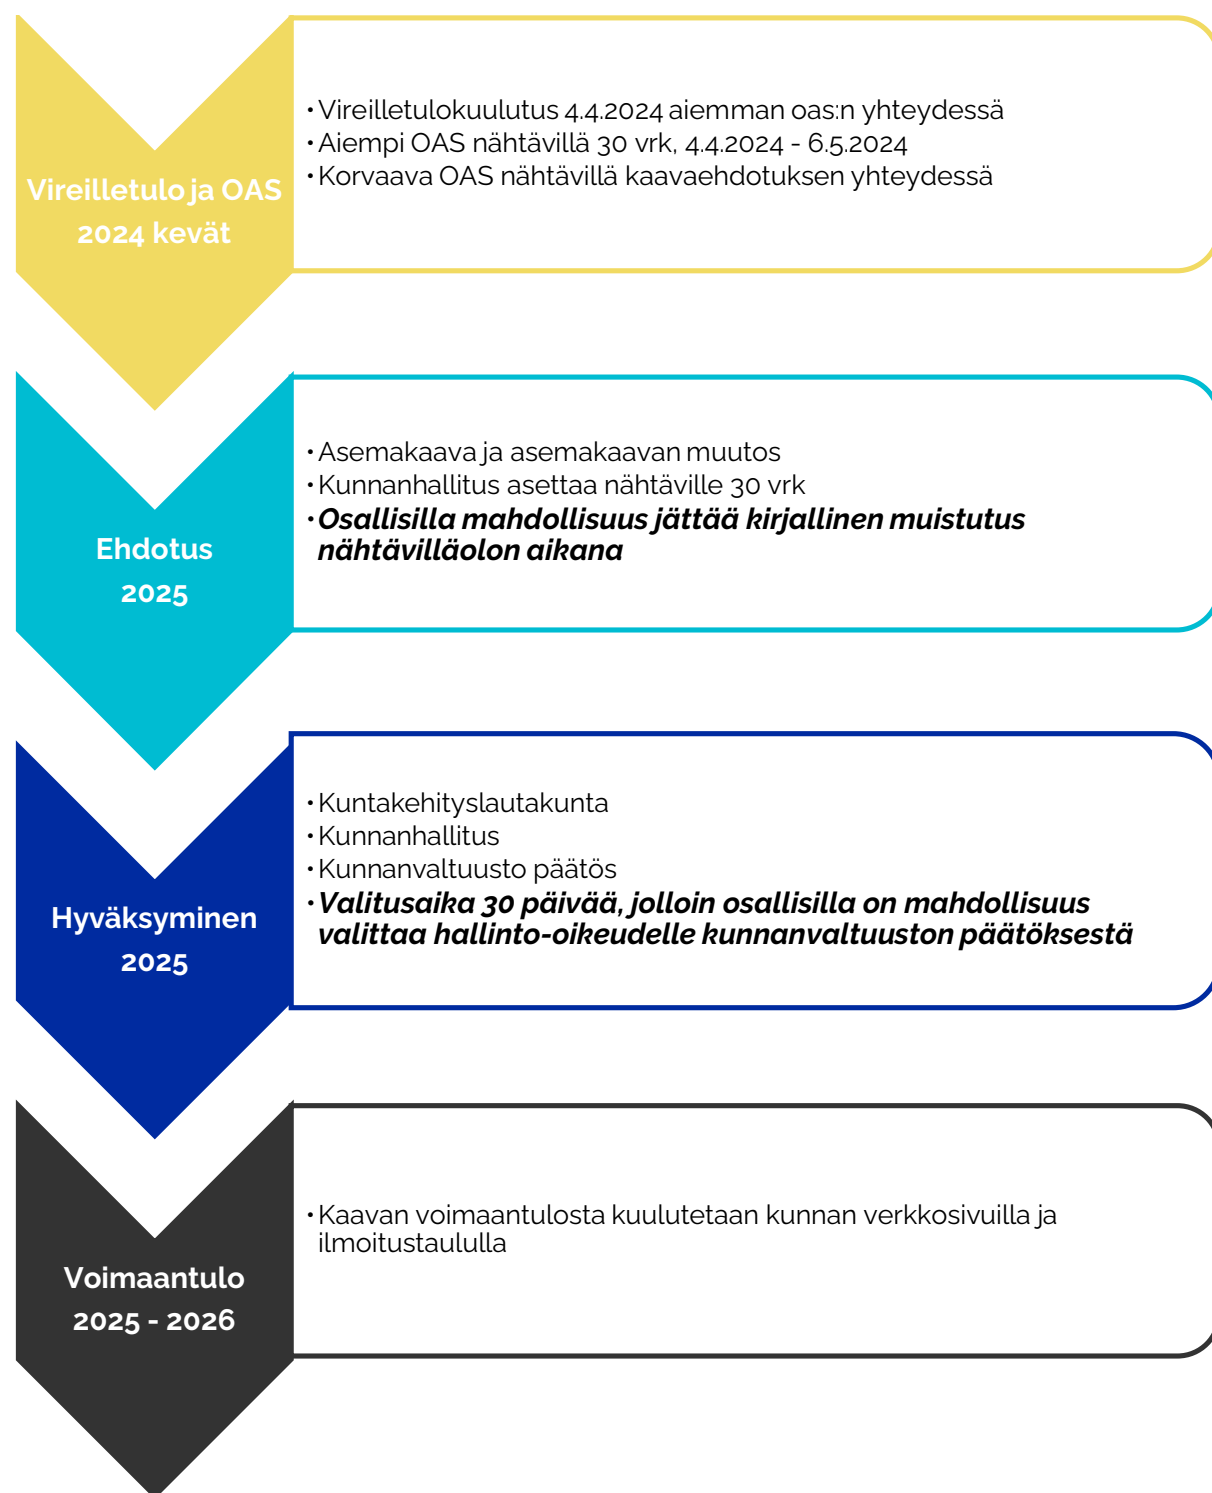 Vireilletulo ja OAS
2024 kevät
• Vireilletulokuulutus 4.4.2024 aiemman oas:n yhteydessä
• Aiempi OAS nähtävillä 30 vrk, 4.4.2024 - 6.5.2024
• Korvaava OAS nähtävillä kaavaehdotuksen yhteydessä
Ehdotus
2025
• Asemakaava ja asemakaavan muutos
• Kunnanhallitus asettaa nähtäville 30 vrk
• Osallisilla mahdollisuus jättää kirjallinen muistutus
nähtävilläolon aikana
Hyväksyminen
2025
• Kuntakehityslautakunta
• Kunnanhallitus
• Kunnanvaltuusto päätös
• Valitusaika 30 päivää, jolloin osallisilla on mahdollisuus
valittaa hallinto-oikeudelle kunnanvaltuuston päätöksestä
Voimaantulo
2025 - 2026
• Kaavan voimaantulosta kuulutetaan kunnan verkkosivuilla ja
ilmoitustaululla